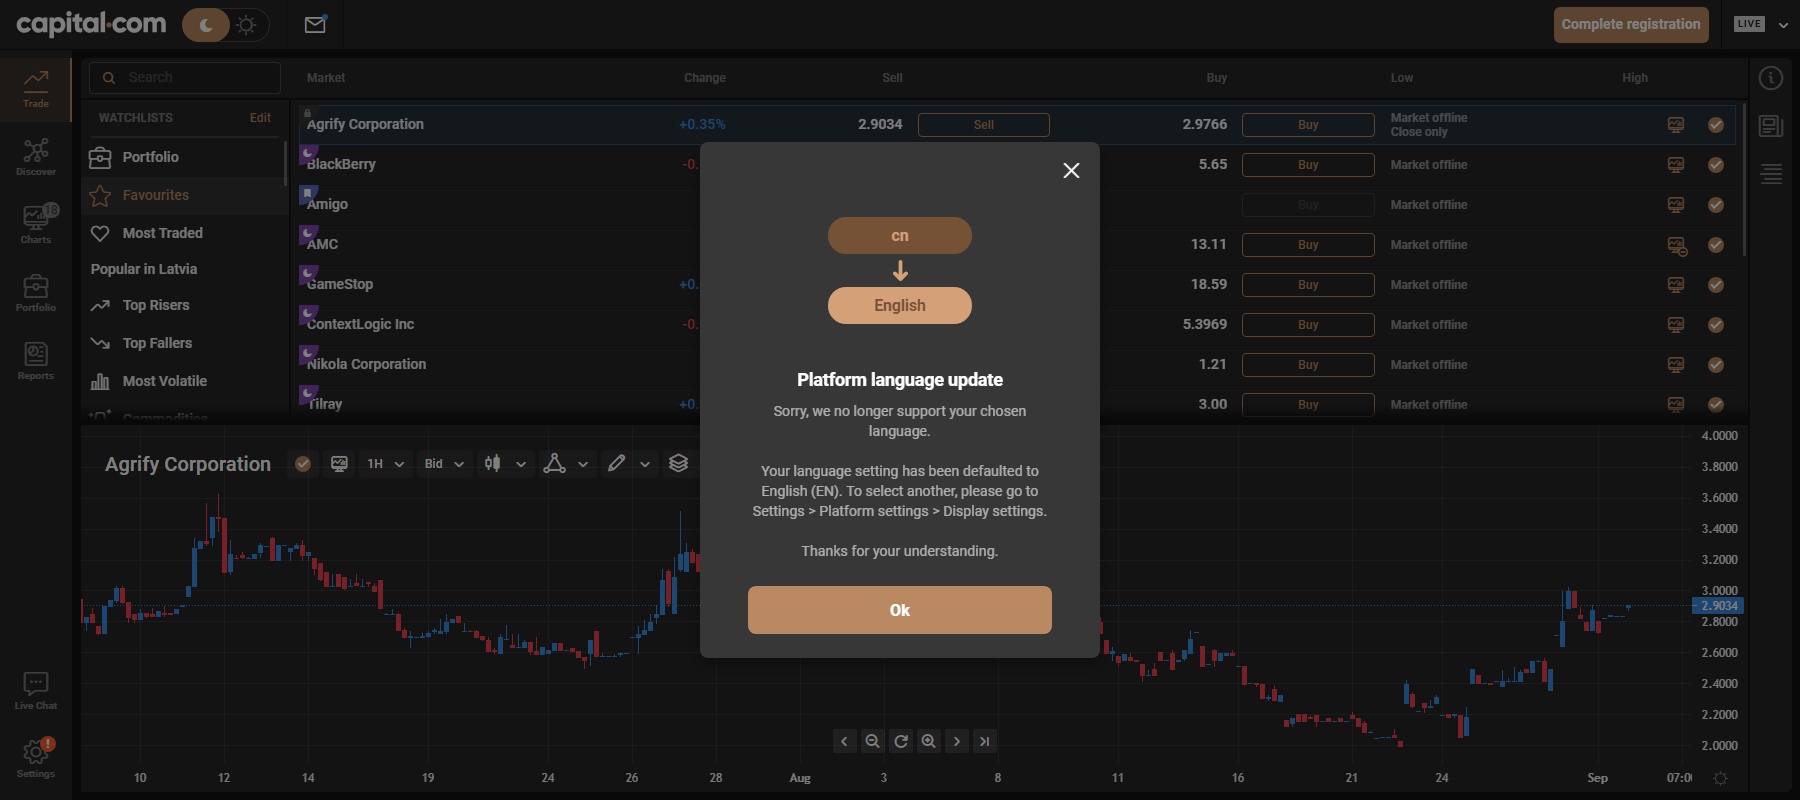 capital.com
Complete registration
LIVE
Trade
Discover
18
Charts
Portfolio
Reports
Live Chat
Settings
Search
WATCHLISTS Edit
Portfolio
Favourites
Most Traded
Popular in Latvia
Top Risers
Top Fallers
Most Volatile
Commodities
Market Change Sell Buy Low High
Agrify Corporation +0.35% 2.9034 Sell 2.9766 Buy Market offline
Close only
BlackBerry -0. 5.65 Buy Market offline
Amigo Buy Market offline
AMC 13.11 Buy Market offline
GameStop +0. 18.59 Buy Market offline
ContextLogic Inc -0. 5.3969 Buy Market offline
Nikola Corporation 1.21 Buy Market offline
Tilray +0. 3.00 Buy Market offline
cn
English
Platform language update
Sorry, we no longer support your chosen
language.
Your language setting has been defaulted to
English (EN). To select another, please go to
Settings > Platform settings > Display settings.
Thanks for your understanding.
Ok
Agrify Corporation 1H Bid
4.0000
3.8000
3.6000
3.4000
3.2000
3.0000
2.9034
2.8000
2.6000
2.4000
2.2000
2.0000
10 12 14 19 24 26 28 Aug 3 8 11 16 21 24 Sep 07:00